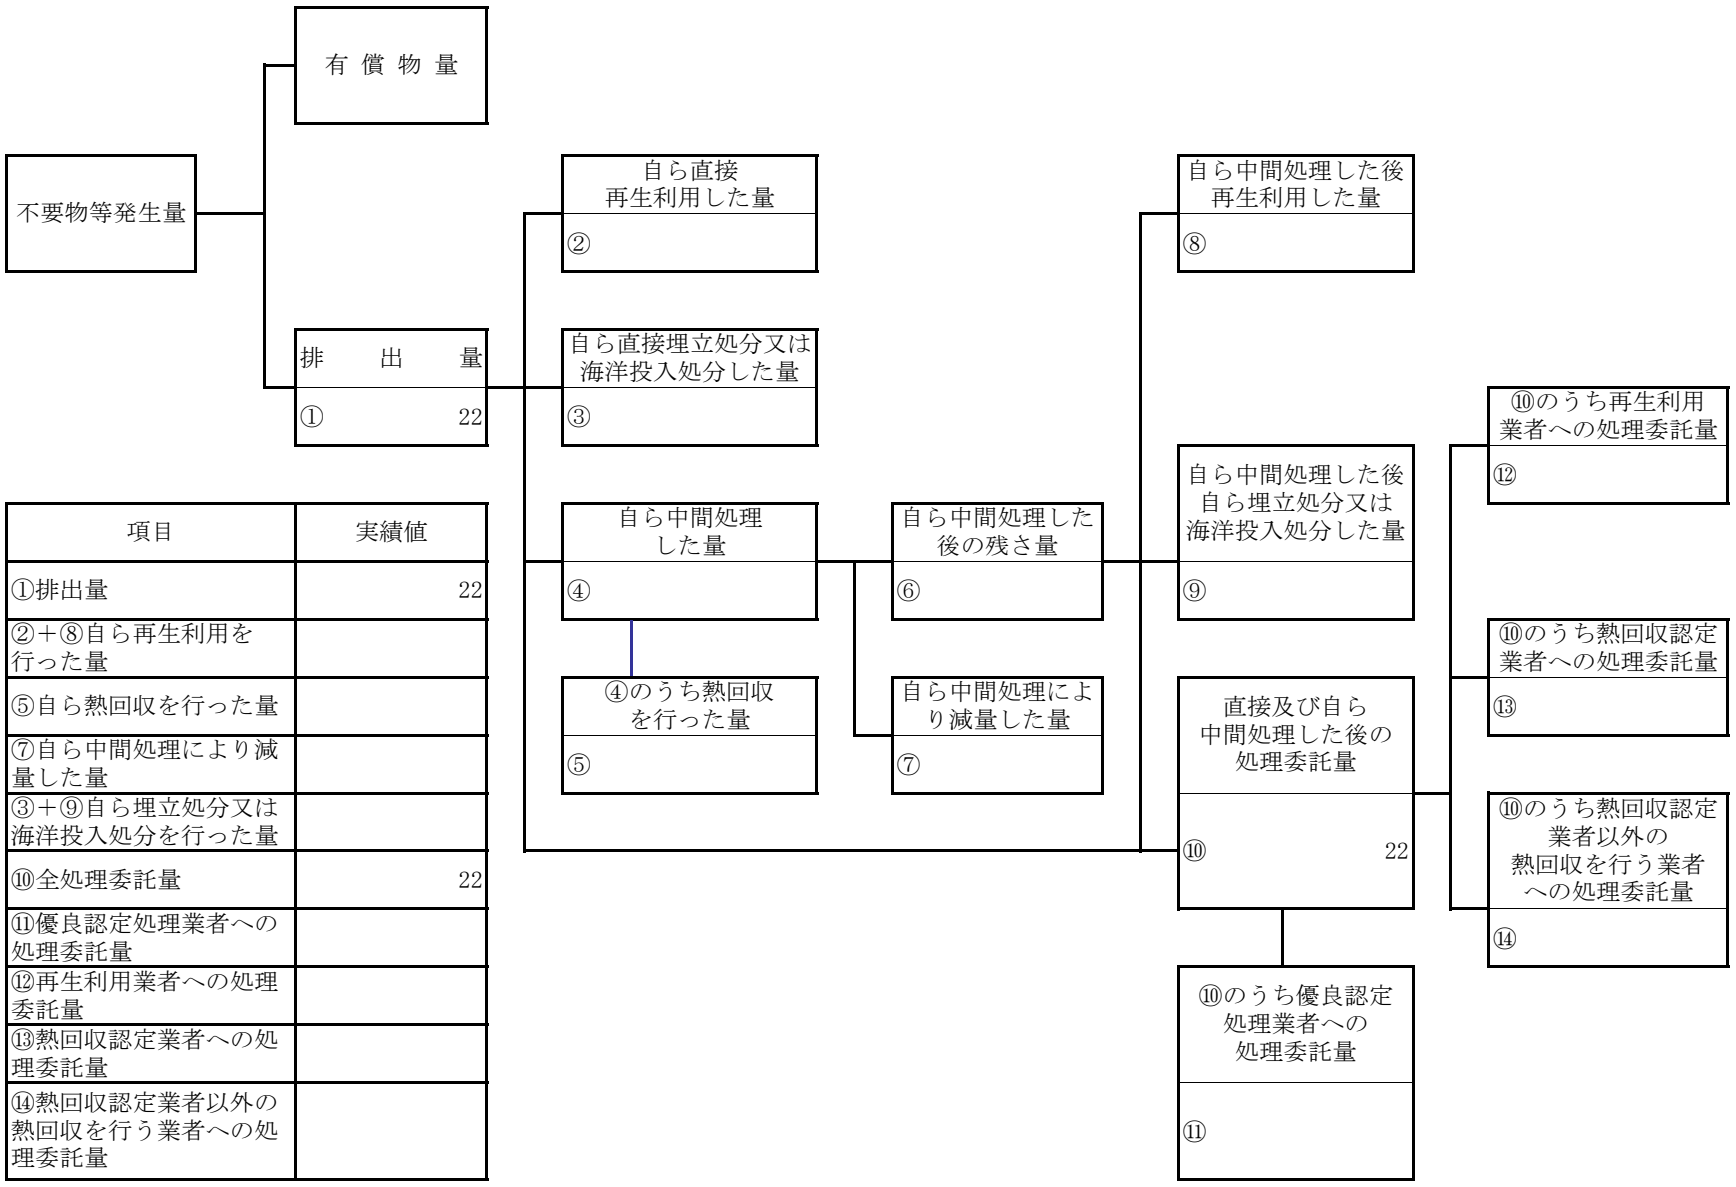 有償物量
不要物等発生量
自ら直接
再生利用した量
②
自ら中間処理した後
再生利用した量
⑧
排出量
① 22
自ら直接埋立処分又は
海洋投入処分した量
③
⑩のうち再生利用
業者への処理委託量
⑫
自ら中間処理
した量
④
自ら中間処理した
後の残さ量
⑥
自ら中間処理した後
自ら埋立処分又は
海洋投入処分した量
⑨
⑩のうち熱回収認定
業者への処理委託量
⑬
④のうち熱回収
を行った量
⑤
自ら中間処理によ
り減量した量
⑦
直接及び自ら
中間処理した後の
処理委託量
⑩ 22
⑩のうち熱回収認定
業者以外の
熱回収を行う業者
への処理委託量
⑭
⑩のうち優良認定
処理業者への
処理委託量
⑪
項目 実績値
①排出量 22
②+⑧自ら再生利用を
行った量
⑤自ら熱回収を行った量
⑦自ら中間処理により減
量した量
③+⑨自ら埋立処分又は
海洋投入処分を行った量
⑩全処理委託量 22
⑪優良認定処理業者への
処理委託量
⑫再生利用業者への処理
委託量
⑬熱回収認定業者への処
理委託量
⑭熱回収認定業者以外の
熱回収を行う業者への処
理委託量